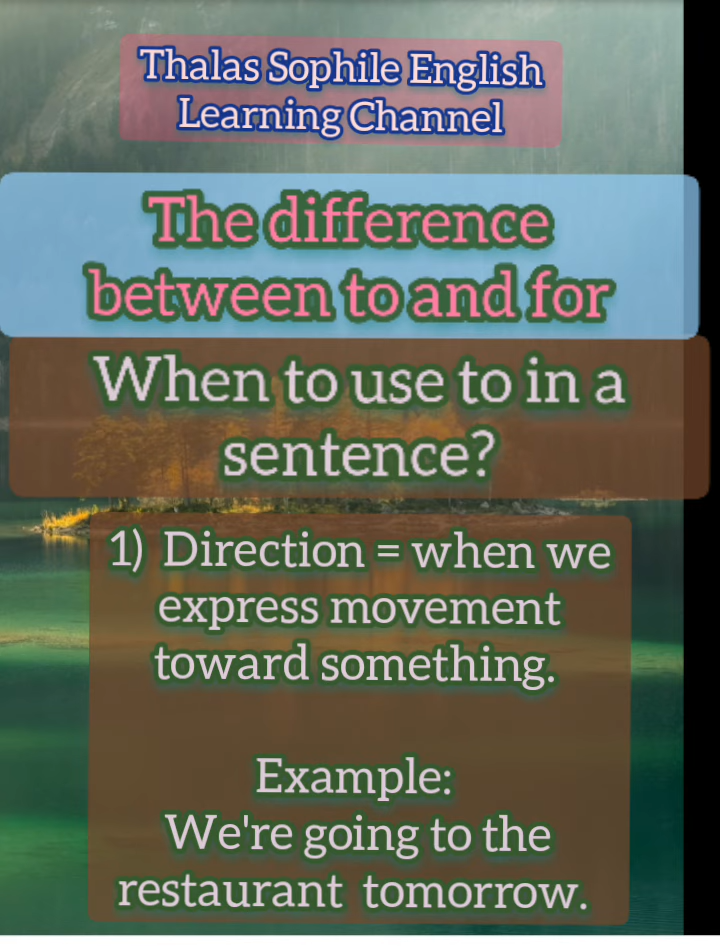 Thalas Sophile English
Learning Channel
The difference
between to and for
When to use to in a
sentence?
1) Direction = when we
express movement
toward something.
Example:
We're going to the
restaurant tomorrow.